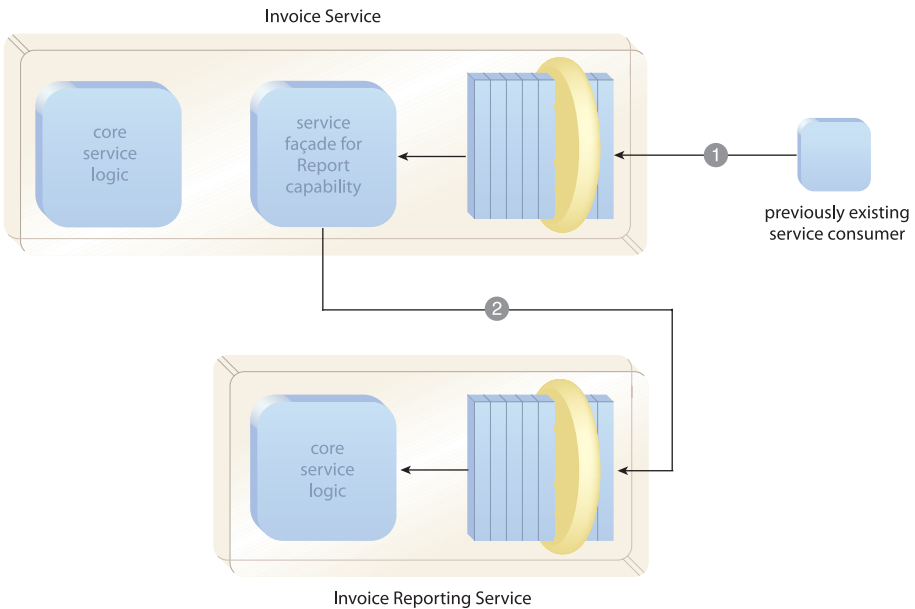 Invoice Service
core
service
logic
service
façade for
Report
capability
1
previously existing
service consumer
2
core
service
logic
Invoice Reporting Service